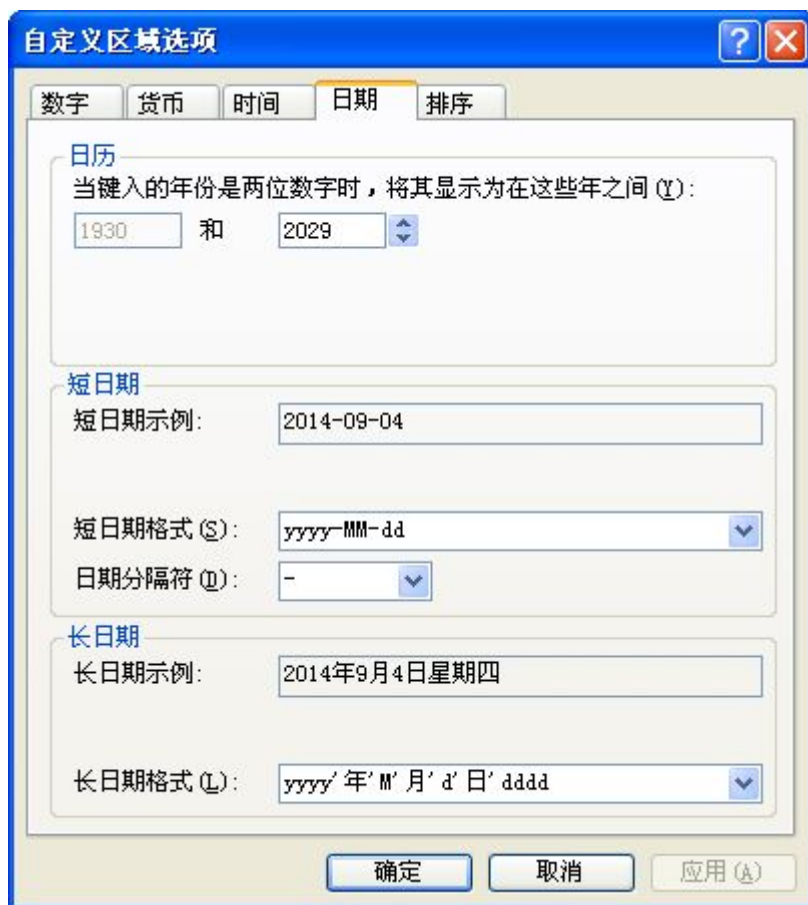 自定义区域选项
数字 货币 时间 日期 排序
日历
当键入的年份是两位数字时，将其显示为在这些年之间(Y):
1930 和 2029
短日期
短日期示例: 2014-09-04
短日期格式(S): yyyy-MM-dd
日期分隔符(D): -
长日期
长日期示例: 2014年9月4日星期四
长日期格式(L): yyyy'年'M'月'd'日'dddd
确定 取消 应用(A)